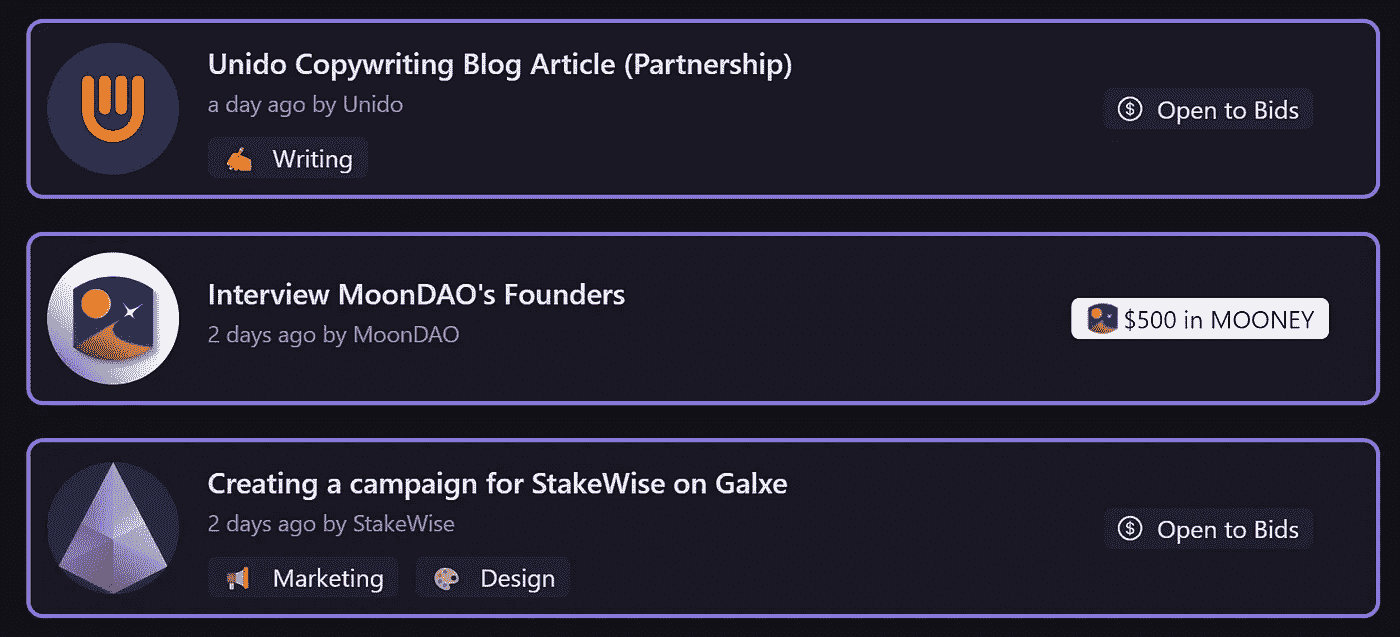 Unido Copywriting Blog Article (Partnership)
a day ago by Unido
Open to Bids
Writing
Interview MoonDAO's Founders
2 days ago by MoonDAO
$500 in MOONEY
Creating a campaign for StakeWise on Galxe
2 days ago by StakeWise
Open to Bids
Marketing Design